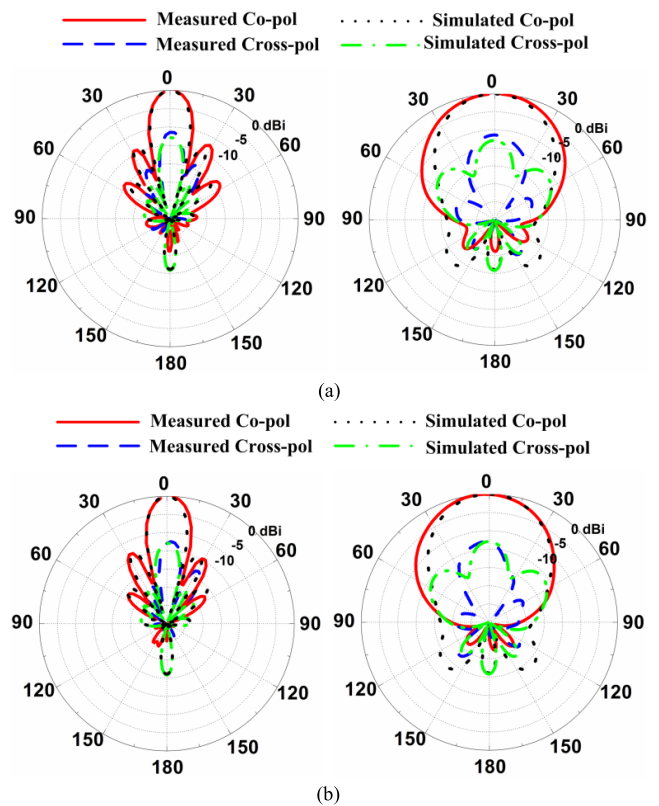 Measured Co-pol Simulated Co-pol
Measured Cross-pol Simulated Cross-pol
0 0
30 30 30 30
0 dBi 0 dBi
-5 -5
60 -10 60 60 -10 60
90 90 90 90
120 120 120 120
150 150 150 150
180 180
(a)
Measured Co-pol Simulated Co-pol
Measured Cross-pol Simulated Cross-pol
0 0
30 30 30 30
0 dBi 0 dBi
-5 -5
60 -10 60 60 -10 60
90 90 90 90
120 120 120 120
150 150 150 150
180 180
(b)